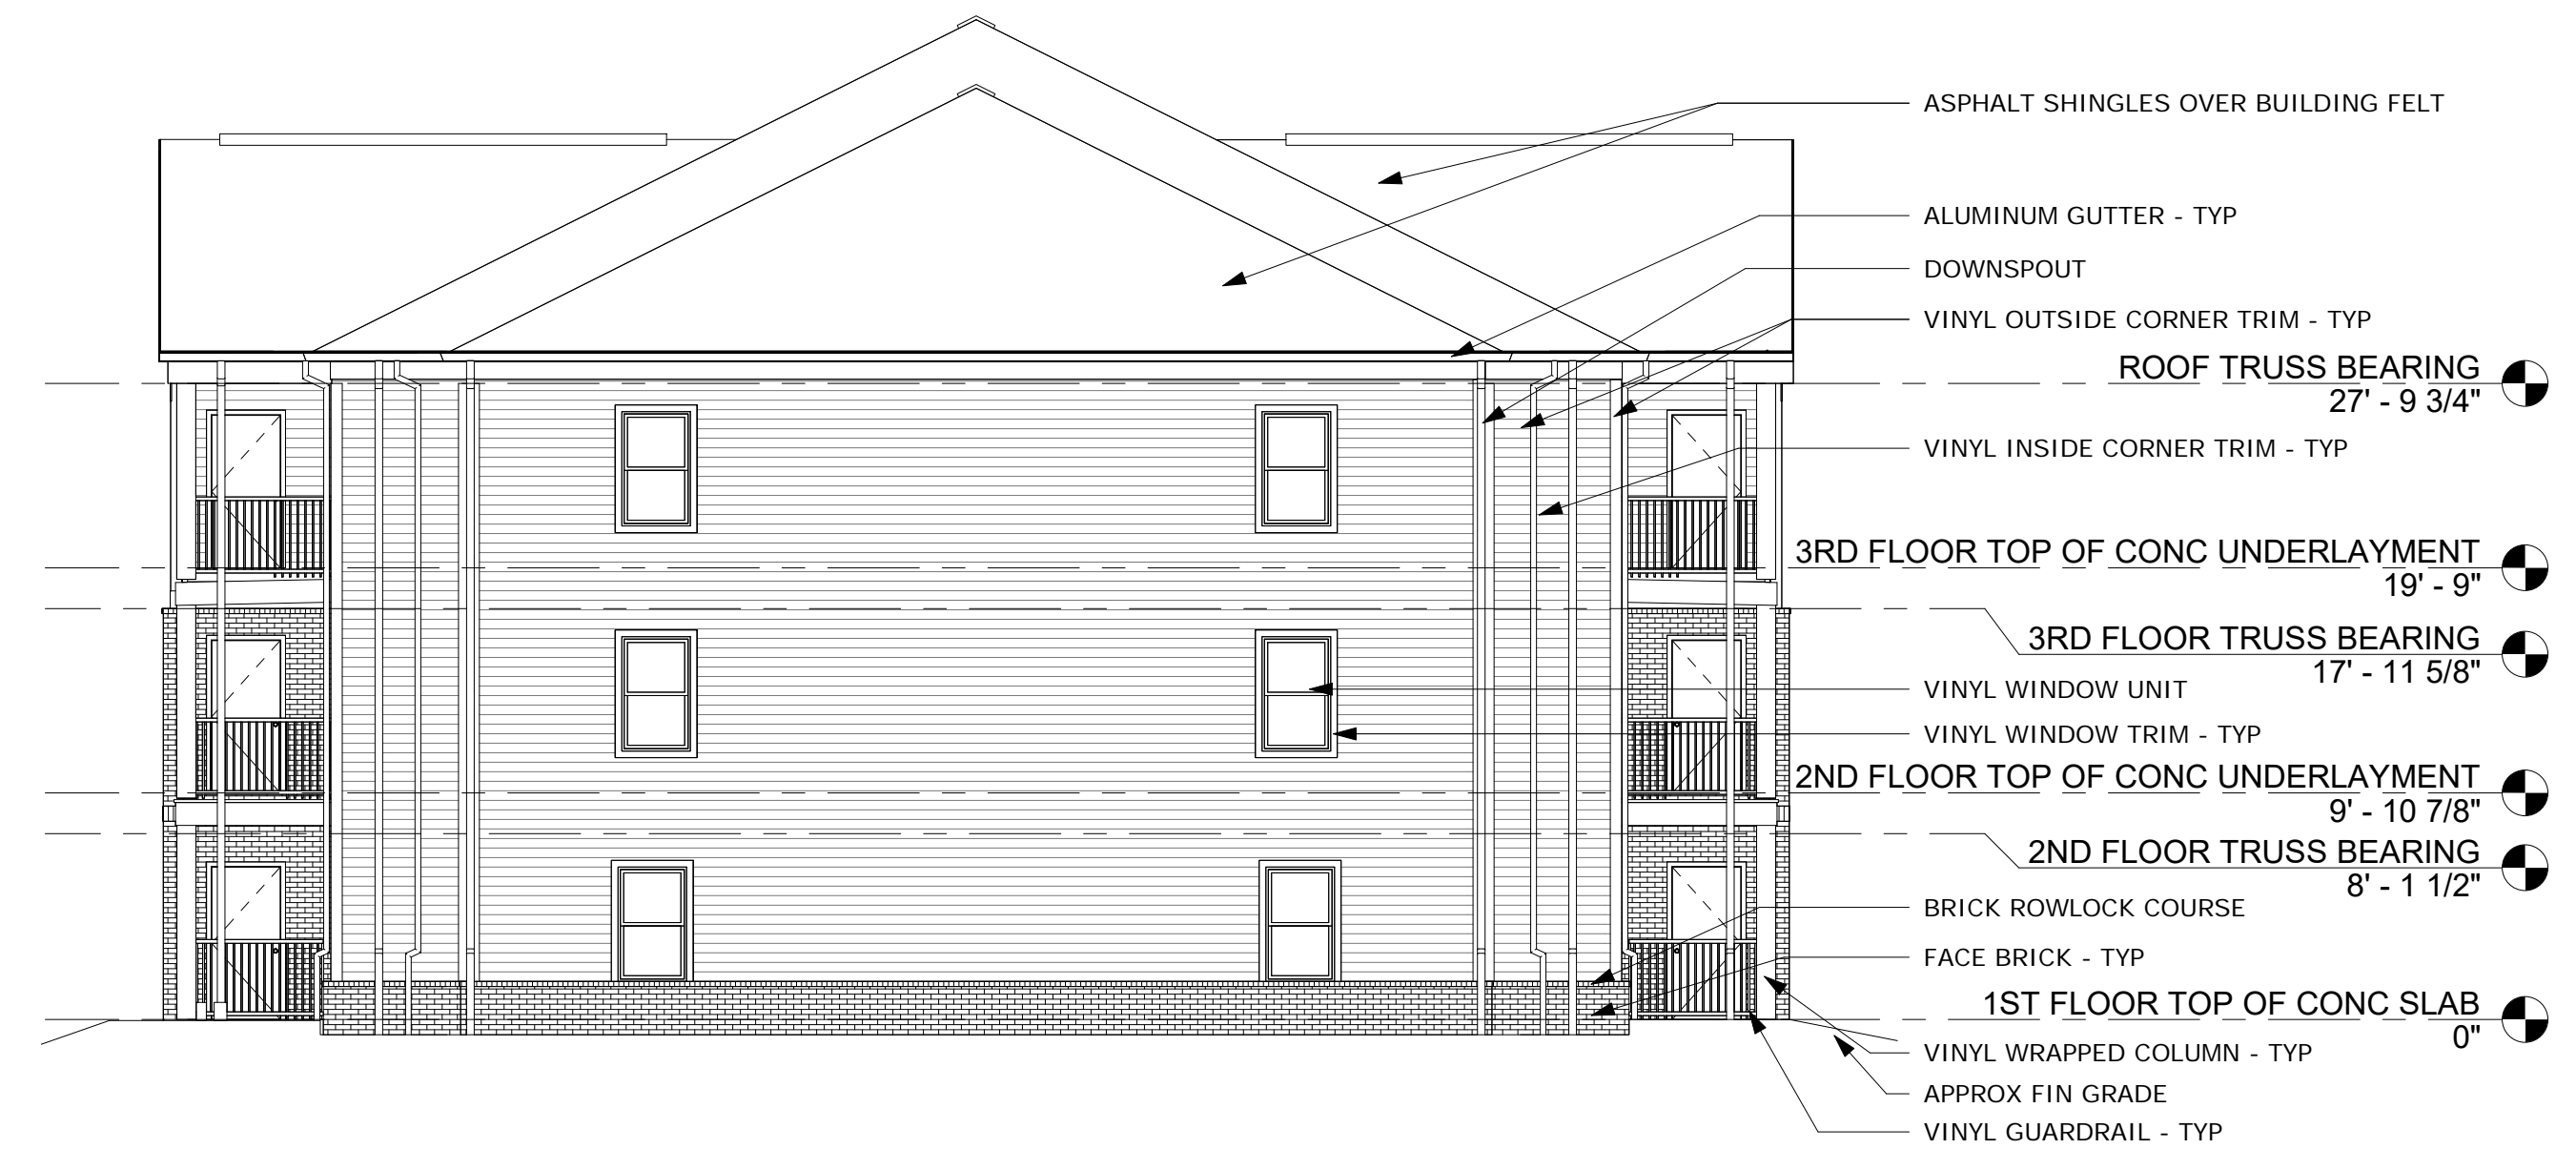 ASPHALT SHINGLES OVER BUILDING FELT
ALUMINUM GUTTER - TYP
DOWNSPOUT
VINYL OUTSIDE CORNER TRIM - TYP
ROOF TRUSS BEARING
27' - 9 3/4"
VINYL INSIDE CORNER TRIM - TYP
3RD FLOOR TOP OF CONC UNDERLAYMENT
19' - 9"
3RD FLOOR TRUSS BEARING
17' - 11 5/8"
VINYL WINDOW UNIT
VINYL WINDOW TRIM - TYP
2ND FLOOR TOP OF CONC UNDERLAYMENT
9' - 10 7/8"
2ND FLOOR TRUSS BEARING
8' - 1 1/2"
BRICK ROWLOCK COURSE
FACE BRICK - TYP
1ST FLOOR TOP OF CONC SLAB
0"
VINYL WRAPPED COLUMN - TYP
APPROX FIN GRADE
VINYL GUARDRAIL - TYP